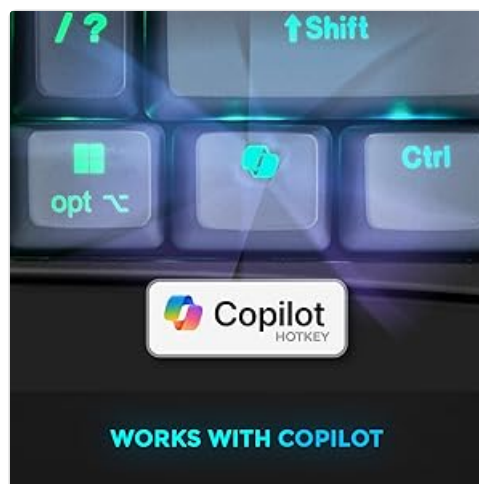 / ?
⬆Shift
opt ⌥
Ctrl
Copilot
HOTKEY
WORKS WITH COPILOT